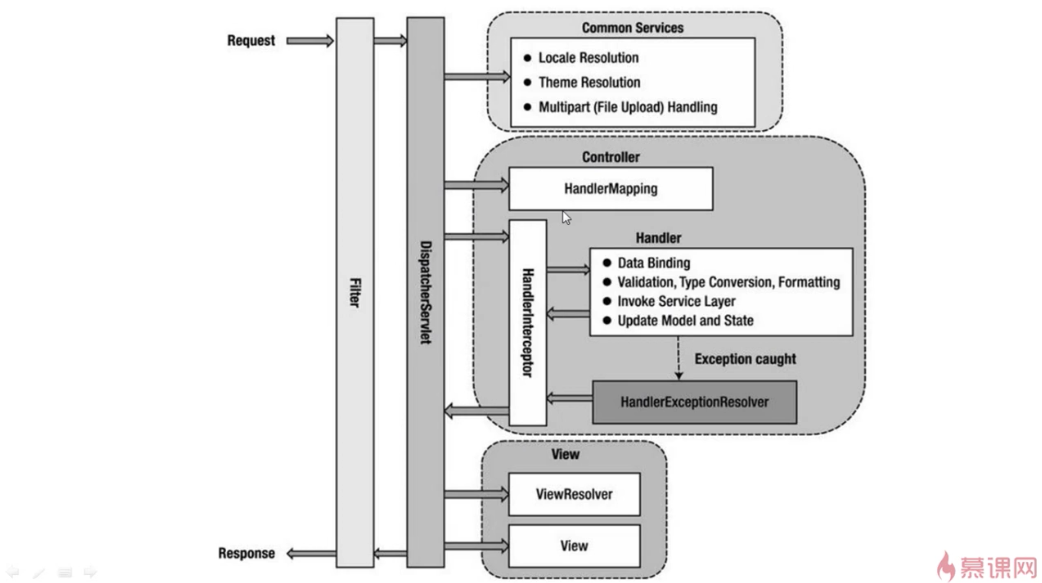 Request
Filter
DispatcherServlet
Common Services
● Locale Resolution
● Theme Resolution
● Multipart (File Upload) Handling
Controller
HandlerMapping
HandlerInterceptor
Handler
● Data Binding
● Validation, Type Conversion, Formatting
● Invoke Service Layer
● Update Model and State
Exception caught
HandlerExceptionResolver
View
ViewResolver
View
Response
慕课网